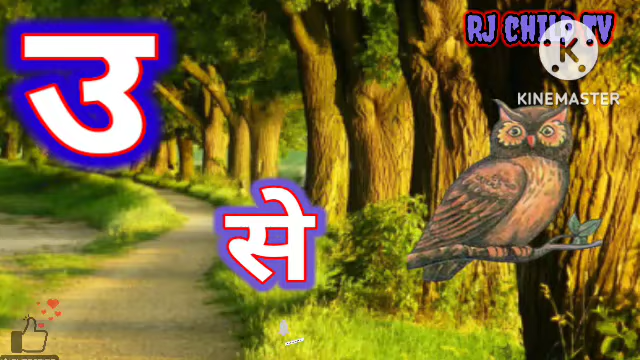 RJ CHILD TV
KINEMASTER
उ
से